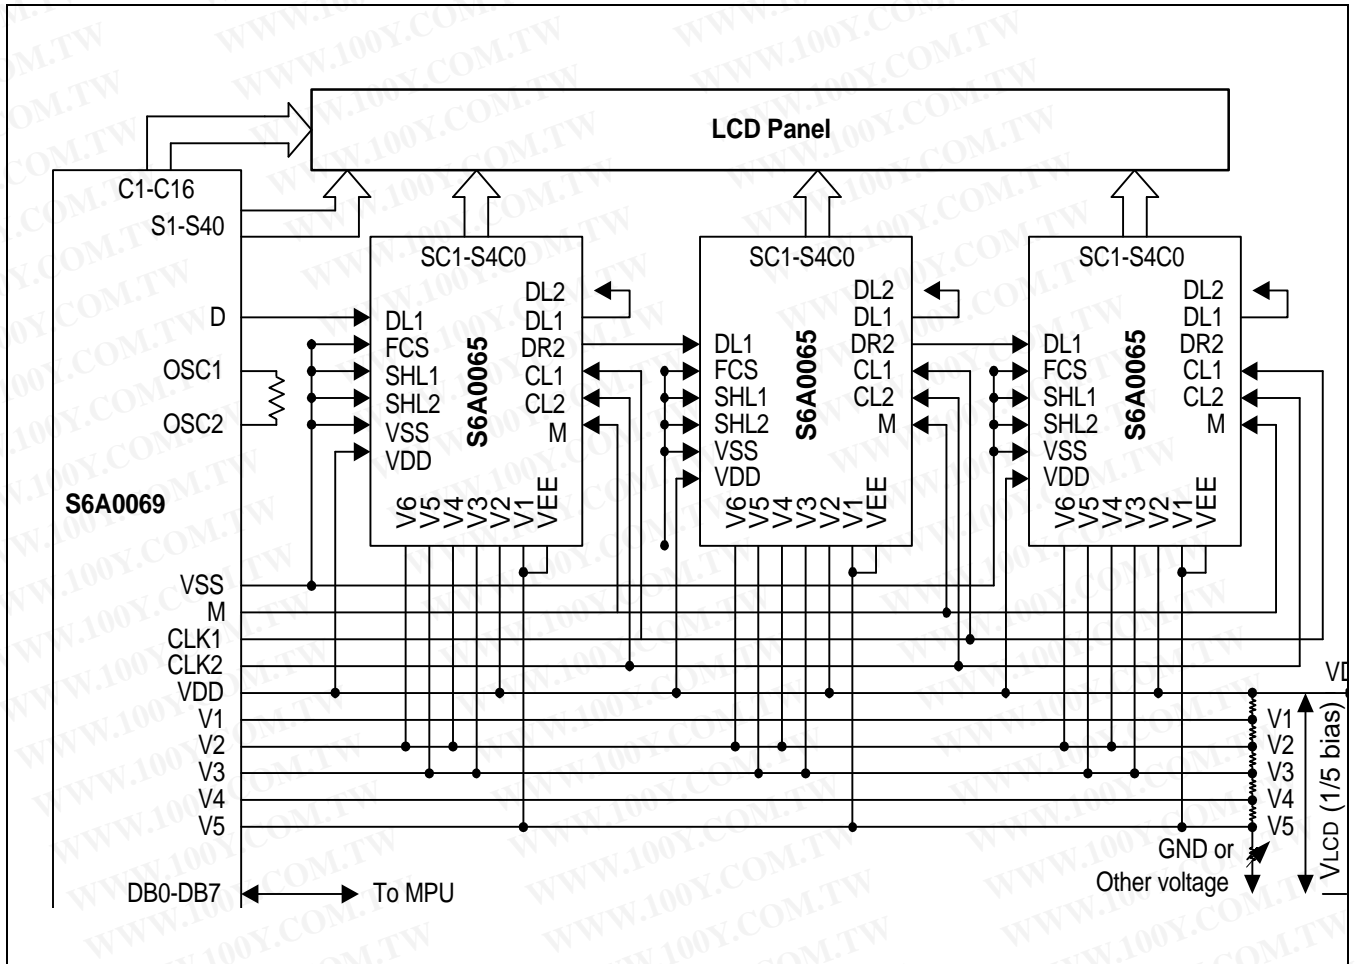 LCD Panel
C1-C16
S1-S40
D
OSC1
OSC2
S6A0069
VSS
M
CLK1
CLK2
VDD
V1
V2
V3
V4
V5
DB0-DB7
To MPU
SC1-S4C0
DL1
FCS
SHL1
SHL2
VSS
VDD
S6A0065
DL2
DL1
DR2
CL1
CL2
M
V6
V5
V4
V3
V2
V1
VEE
SC1-S4C0
DL1
FCS
SHL1
SHL2
VSS
VDD
S6A0065
DL2
DL1
DR2
CL1
CL2
M
V6
V5
V4
V3
V2
V1
VEE
SC1-S4C0
DL1
FCS
SHL1
SHL2
VSS
VDD
S6A0065
DL2
DL1
DR2
CL1
CL2
M
V6
V5
V4
V3
V2
V1
VEE
V1
V2
V3
V4
V5
GND or
Other voltage
VLCD (1/5 bias)
WWW.100Y.COM.TW